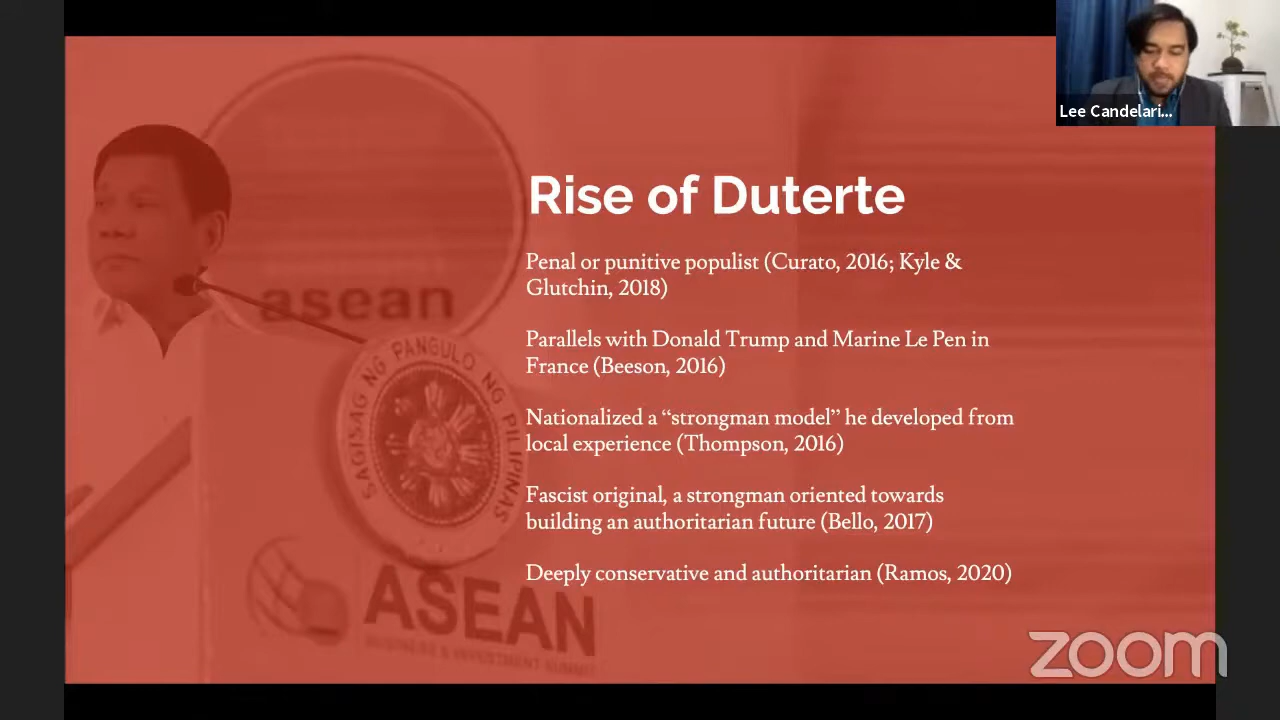 Lee Candelari...
Rise of Duterte
Penal or punitive populist (Curato, 2016; Kyle &
Glutchin, 2018)
Parallels with Donald Trump and Marine Le Pen in
France (Beeson, 2016)
Nationalized a “strongman model” he developed from
local experience (Thompson, 2016)
Fascist original, a strongman oriented towards
building an authoritarian future (Bello, 2017)
Deeply conservative and authoritarian (Ramos, 2020)
asean
SAGISAG NG PANGULO NG PILIPINAS
ASEAN
BUSINESS & INVESTMENT SUMMIT
zoom